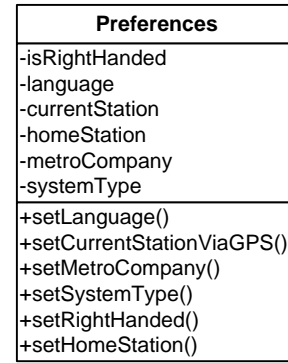 Preferences
-isRightHanded
-language
-currentStation
-homeStation
-metroCompany
-systemType
+setLanguage()
+setCurrentStationViaGPS()
+setMetroCompany()
+setSystemType()
+setRightHanded()
+setHomeStation()